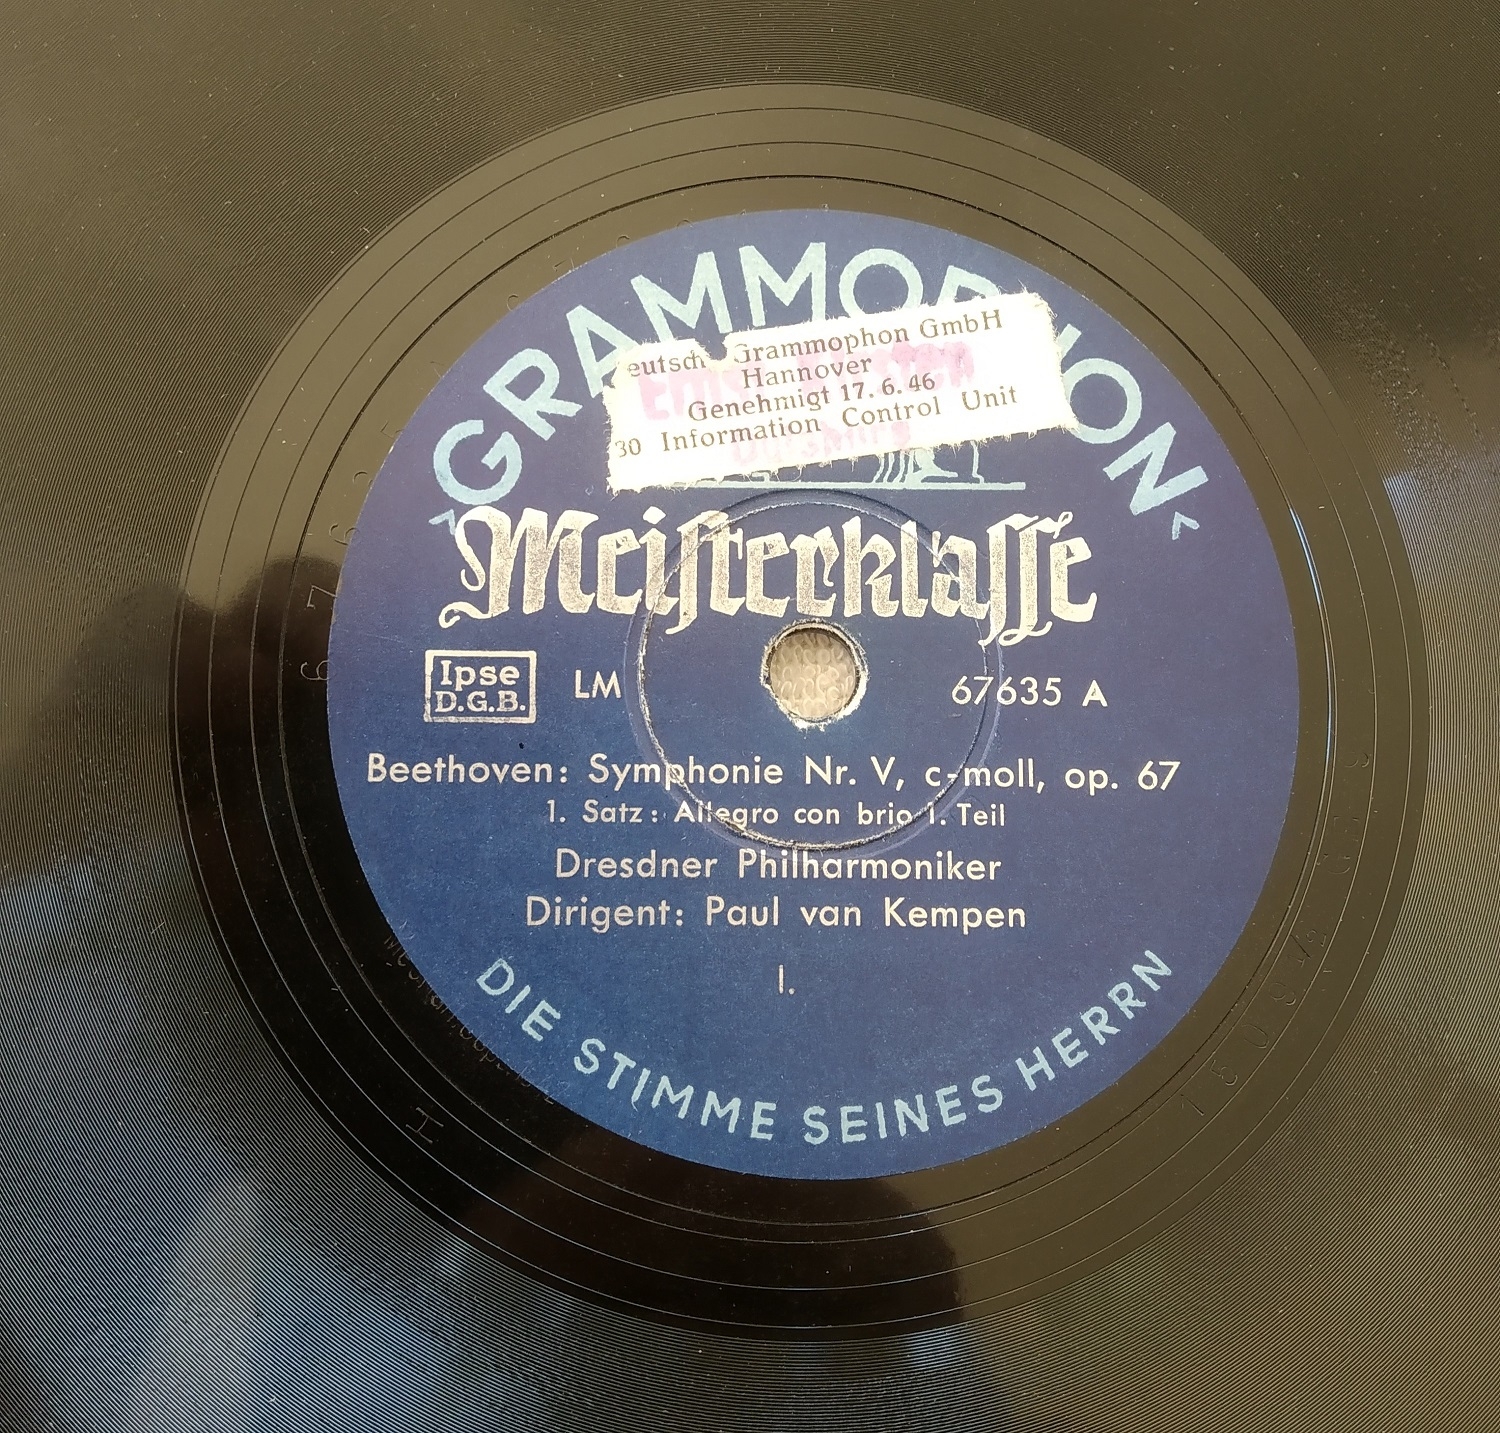 GRAMMOPHON
Deutsche Grammophon GmbH
Hannover
Genehmigt 17.6.46
30 Information Control Unit
Meiſterklaſſe
Ipse
D.G.B.
LM
67635 A
Beethoven: Symphonie Nr. V, c-moll, op. 67
1. Satz: Allegro con brio 1. Teil
Dresdner Philharmoniker
Dirigent: Paul van Kempen
I.
DIE STIMME SEINES HERRN